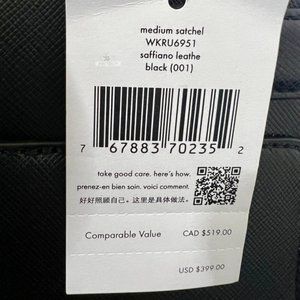 medium satchel
WKRU6951
saffiano leathe
black (001)
7 67883 70235 2
take good care. here's how.
prenez-en bien soin. voici comment.
好好照顾自己。这里是具体做法。
Comparable Value CAD $519.00
USD $399.00